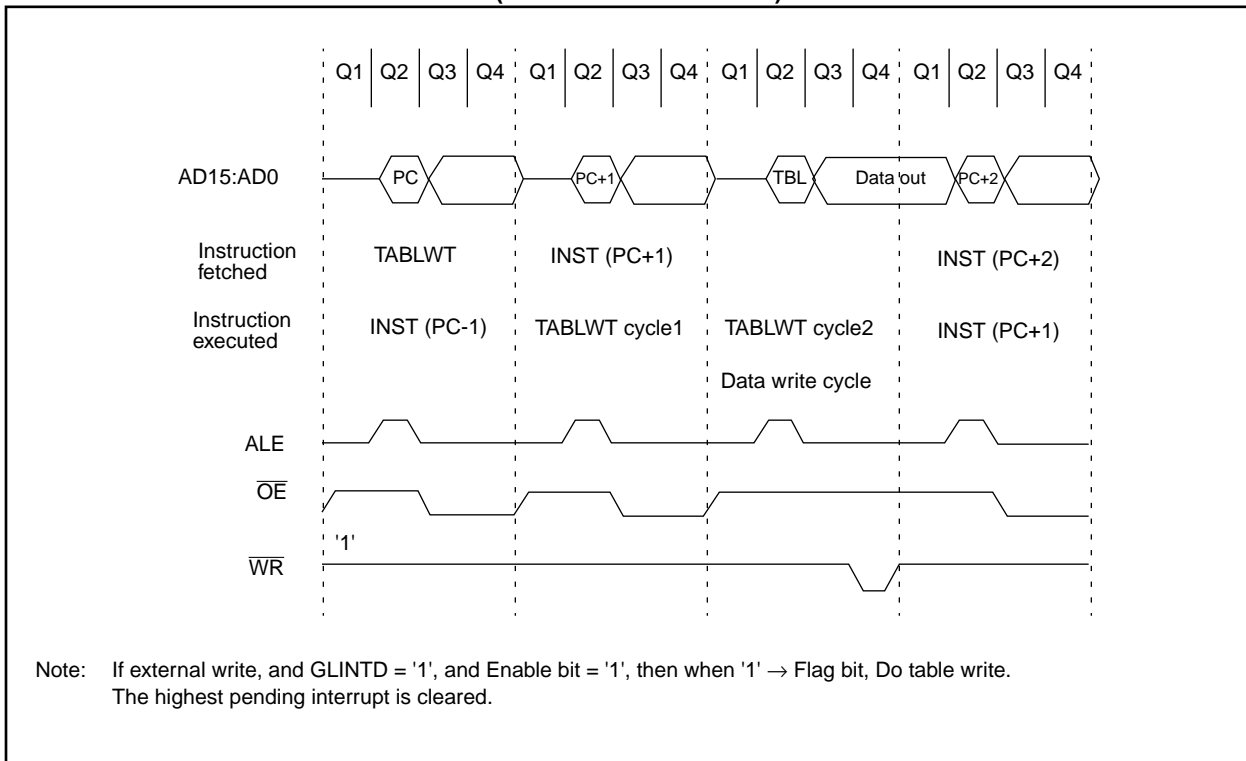 Q1 Q2 Q3 Q4 Q1 Q2 Q3 Q4 Q1 Q2 Q3 Q4 Q1 Q2 Q3 Q4
AD15:AD0 PC PC+1 TBL Data out PC+2
Instruction fetched TABLWT INST (PC+1) INST (PC+2)
Instruction executed INST (PC-1) TABLWT cycle1 TABLWT cycle2 INST (PC+1)
Data write cycle
ALE
OE
'1'
WR
Note: If external write, and GLINTD = '1', and Enable bit = '1', then when '1' → Flag bit, Do table write.
The highest pending interrupt is cleared.